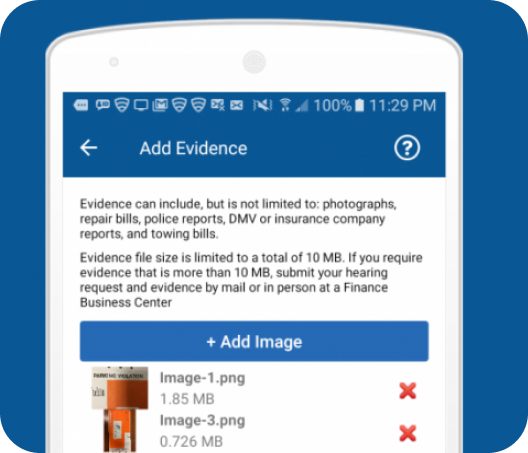 100% 11:29 PM
Add Evidence
Evidence can include, but is not limited to: photographs,
repair bills, police reports, DMV or insurance company
reports, and towing bills.
Evidence file size is limited to a total of 10 MB. If you require
evidence that is more than 10 MB, submit your hearing
request and evidence by mail or in person at a Finance
Business Center
+ Add Image
PARKING VIOLATION
Image-1.png
1.85 MB
Image-3.png
0.726 MB